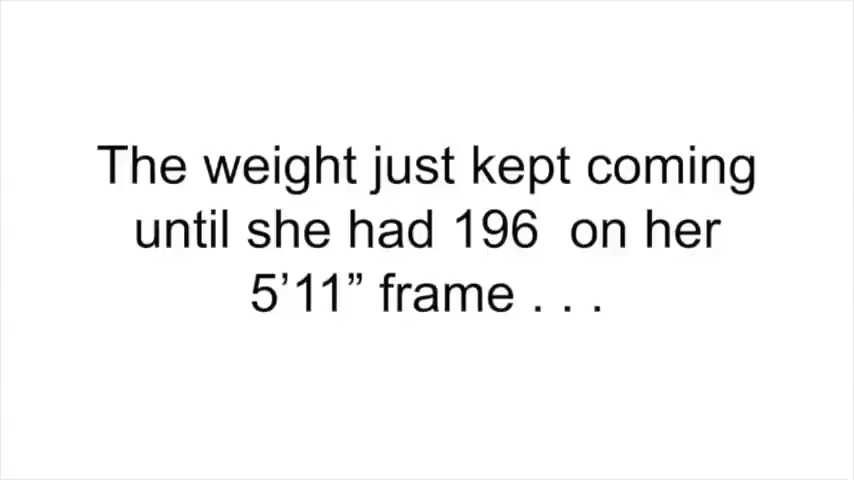 The weight just kept coming
until she had 196  on her
5’11” frame . . .